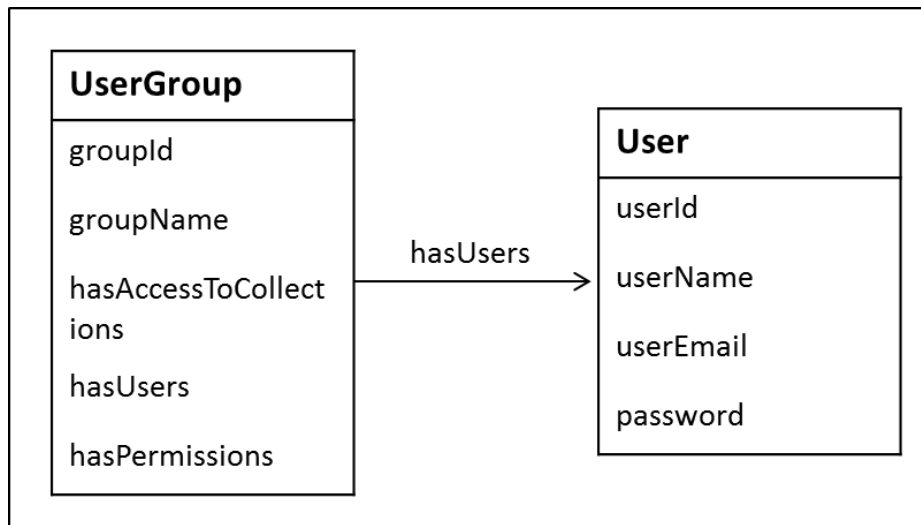 UserGroup
groupId
groupName
hasAccessToCollect
ions
hasUsers
hasPermissions
hasUsers
User
userId
userName
userEmail
password